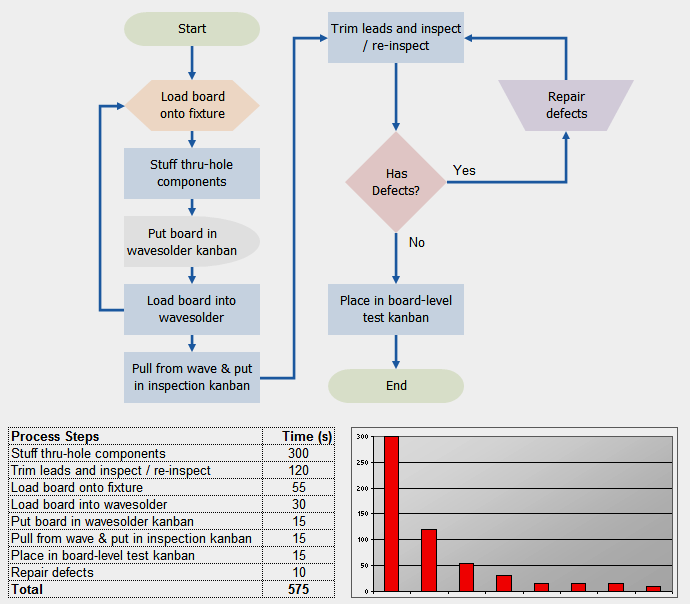 Start
Load board
onto fixture
Stuff thru-hole
components
Put board in
wavesolder kanban
Load board into
wavesolder
Pull from wave & put
in inspection kanban
Trim leads and inspect
/ re-inspect
Repair
defects
Has
Defects?
Yes
No
Place in board-level
test kanban
End
Process Steps Time (s)
Stuff thru-hole components 300
Trim leads and inspect / re-inspect 120
Load board onto fixture 55
Load board into wavesolder 30
Put board in wavesolder kanban 15
Pull from wave & put in inspection kanban 15
Place in board-level test kanban 15
Repair defects 10
Total 575
300
250
200
150
100
50
0